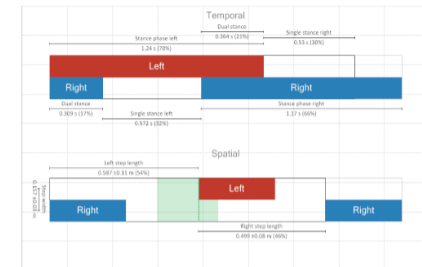 Temporal
Dual stance
0.364 s (21%)
Single stance right
0.53 s (30%)
Stance phase left
1.24 s (70%)
Left
Right
Right
Dual stance
0.309 s (17%)
Single stance left
0.572 s (32%)
Stance phase right
1.17 s (66%)
Spatial
Left step length
0.587 ±0.11 m (54%)
Step width
Left
Right
Right
Right step length
0.499 ±0.08 m (46%)